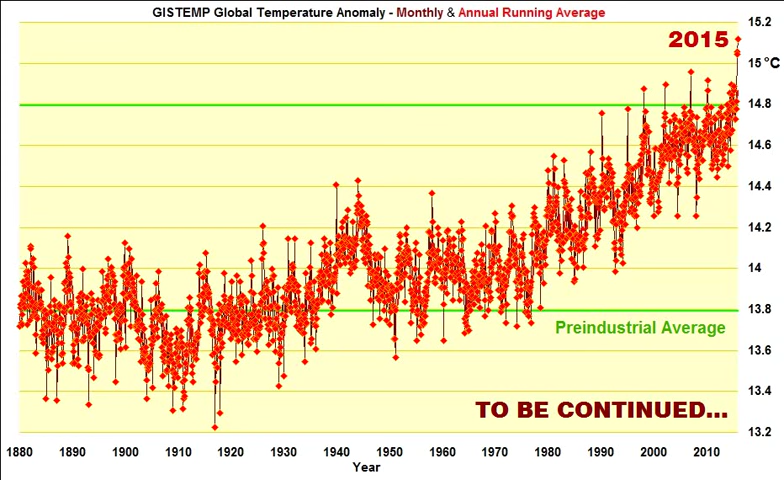 GISTEMP Global Temperature Anomaly - Monthly & Annual Running Average
15.2
2015
15 °C
14.8
14.6
14.4
14.2
14
13.8
Preindustrial Average
13.6
13.4
TO BE CONTINUED...
13.2
1880 1890 1900 1910 1920 1930 1940 1950 1960 1970 1980 1990 2000 2010
Year